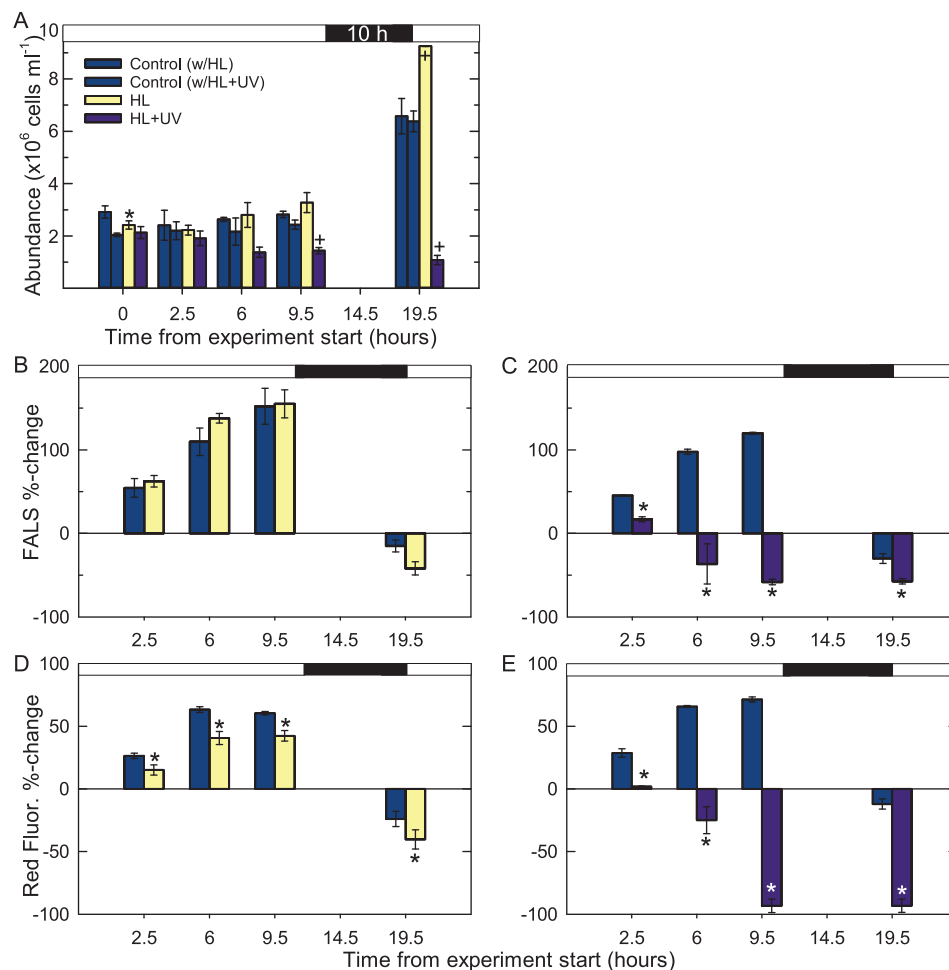 A
10 h
10
8
6
4
2
Abundance (x10⁶ cells ml⁻¹)
Control (w/HL)
Control (w/HL+UV)
HL
HL+UV
*
+
+
+
0 2.5 6 9.5 14.5 19.5
Time from experiment start (hours)
B
200
100
0
-100
FALS %-change
2.5 6 9.5 14.5 19.5
C
200
100
0
-100
*
*
*
*
2.5 6 9.5 14.5 19.5
D
100
50
0
-50
-100
Red Fluor. %-change
*
*
*
*
2.5 6 9.5 14.5 19.5
E
100
50
0
-50
-100
*
*
*
*
2.5 6 9.5 14.5 19.5
Time from experiment start (hours)